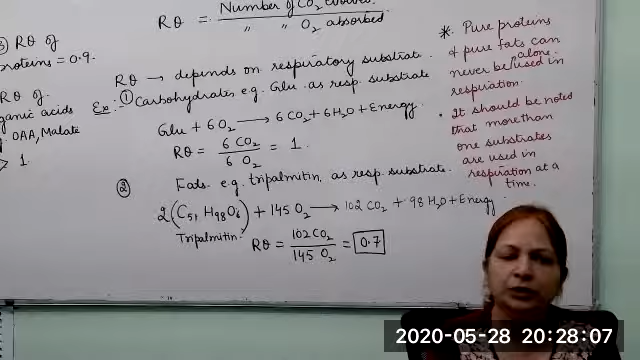 RQ = Number of CO2 evolved
" " O2 absorbed
3) RQ of
proteins = 0.9.
RQ of
ganic acids
OAA, Malate
> 1
RQ → depends on respiratory substrate.
Ex:- ① Carbohydrates e.g. Glu. as resp. substrate
Glu + 6O2 → 6CO2 + 6H2O + Energy.
RQ = 6 CO2 / 6 O2 = 1.
② Fats. e.g. tripalmitin, as resp. substrate.
2(C51 H98 O6) + 145 O2 → 102 CO2 + 98 H2O + Energy.
Tripalmitin.
RQ = 102 CO2 / 145 O2 = 0.7
* Pure proteins
& pure fats can
alone.
never be used in
respiration.
• It should be noted
that more than
one substrates
are used in
respiration at a
time.
2020-05-28 20:28:07